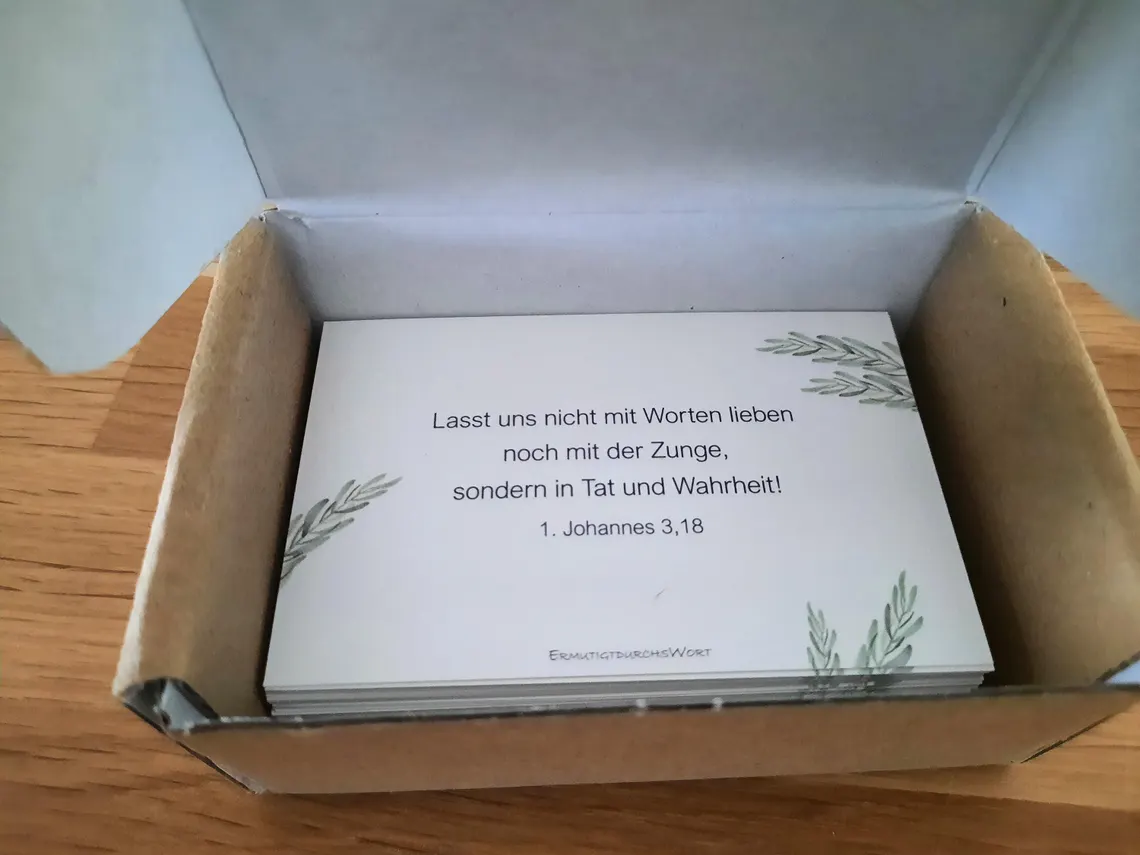 Lasst uns nicht mit Worten lieben
noch mit der Zunge,
sondern in Tat und Wahrheit!
1. Johannes 3,18
ErmutigtdurchsWort